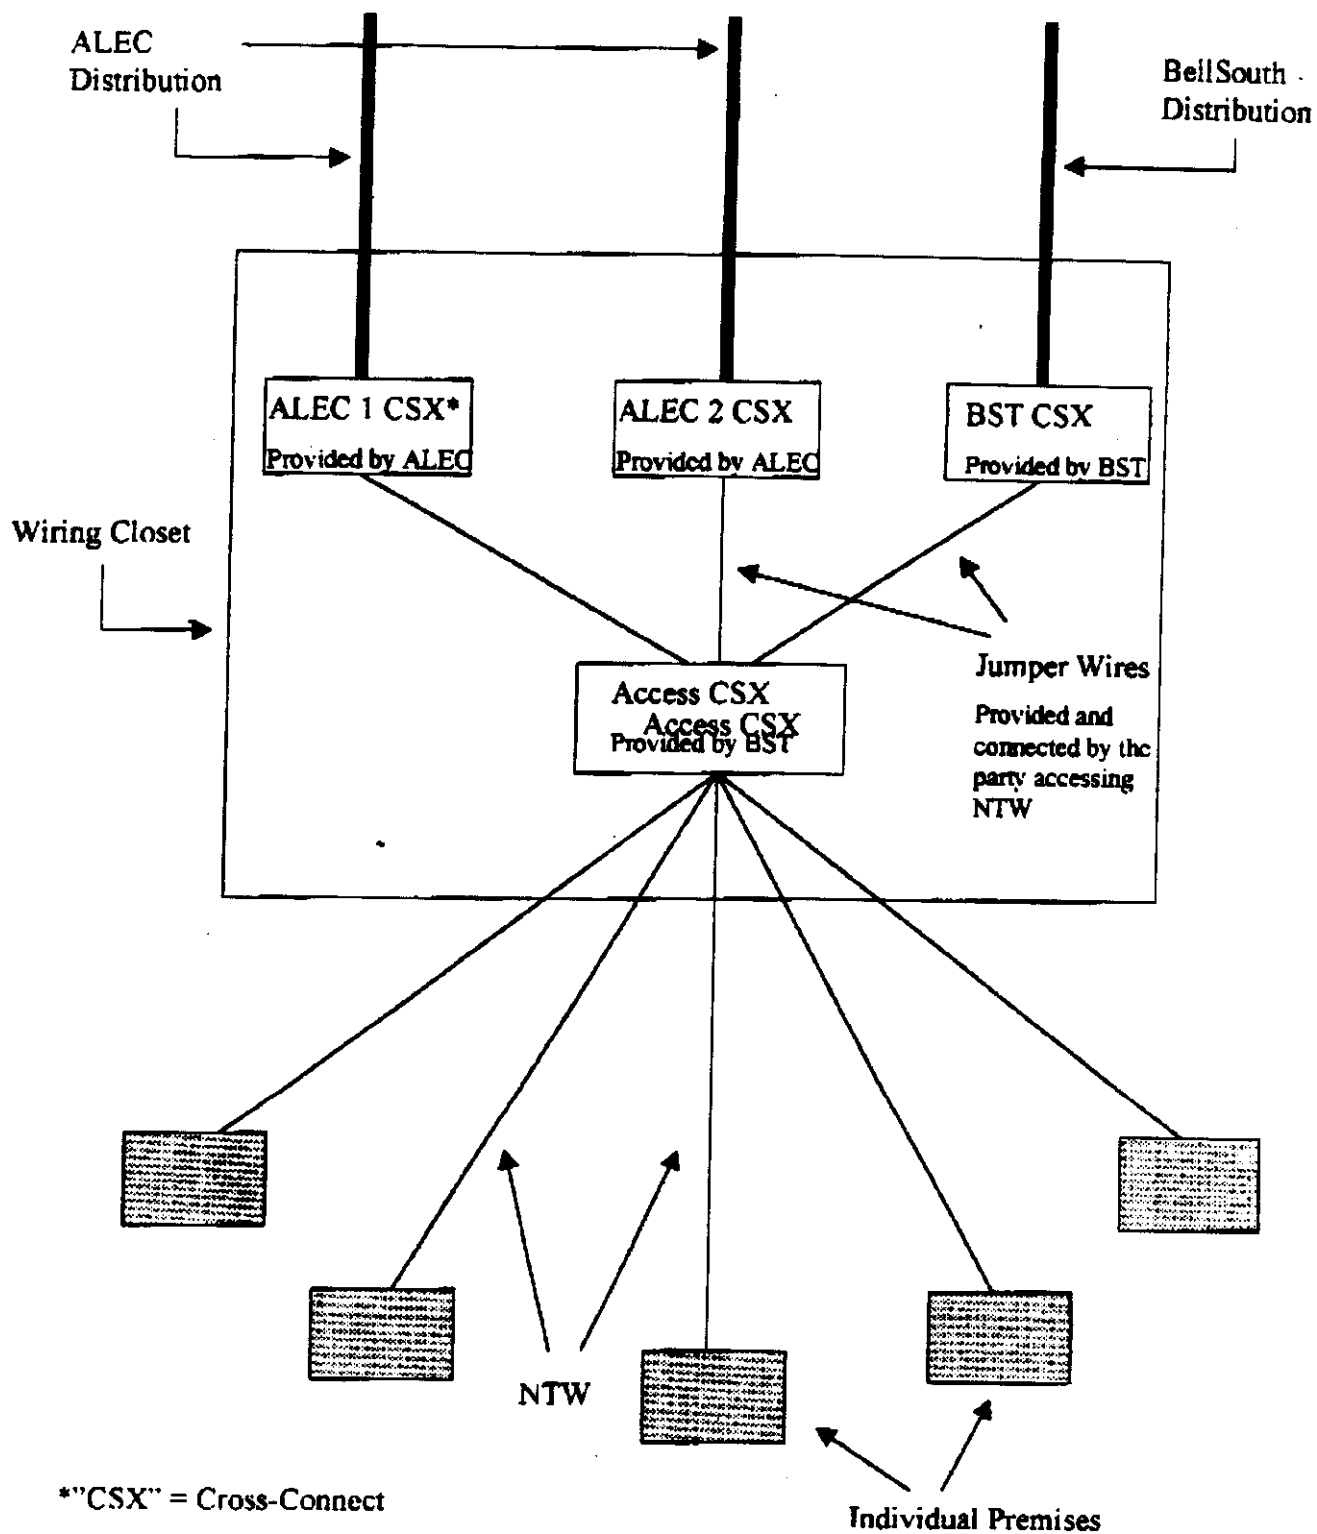 ALEC
Distribution
BellSouth
Distribution
ALEC 1 CSX*
Provided by ALEC
ALEC 2 CSX
Provided by ALEC
BST CSX
Provided by BST
Wiring Closet
Jumper Wires
Provided and
connected by the
party accessing
NTW
Access CSX
Access CSX
Provided by BST
NTW
*"CSX" = Cross-Connect
Individual Premises